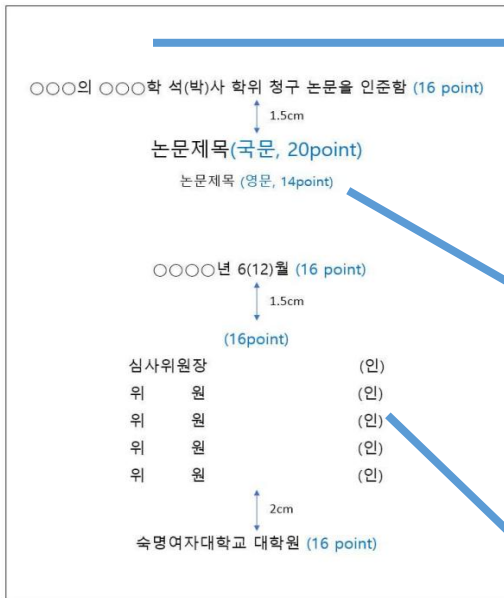 ○○○의 ○○○학 석(박)사 학위 청구 논문을 인준함 (16 point)
1.5cm
논문제목(국문, 20point)
논문제목 (영문, 14point)
○○○○년 6(12)월 (16 point)
1.5cm
(16point)
심사위원장 (인)
위 원 (인)
위 원 (인)
위 원 (인)
위 원 (인)
2cm
숙명여자대학교 대학원 (16 point)